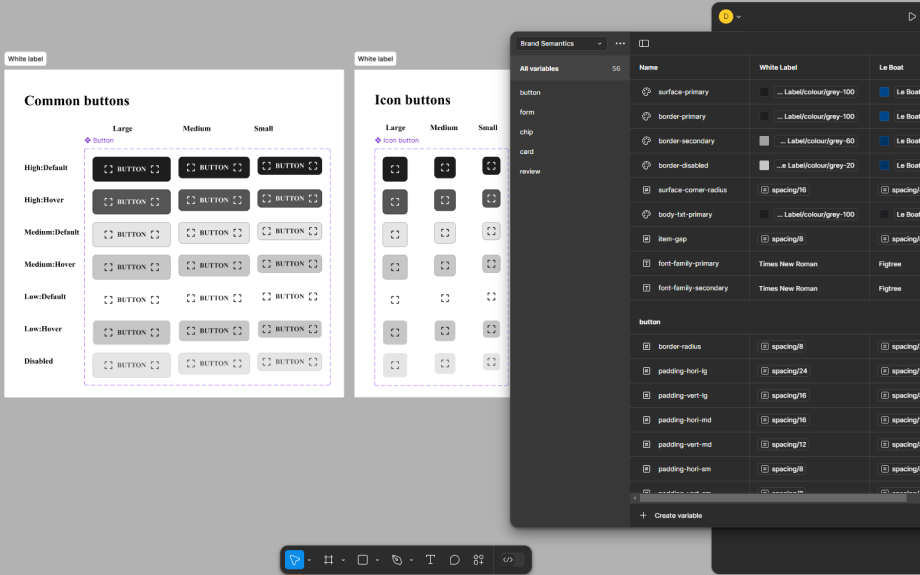 White label
Common buttons
Large Medium Small
Button
High:Default BUTTON BUTTON BUTTON
High:Hover BUTTON BUTTON BUTTON
Medium:Default BUTTON BUTTON BUTTON
Medium:Hover BUTTON BUTTON BUTTON
Low:Default BUTTON BUTTON BUTTON
Low:Hover BUTTON BUTTON BUTTON
Disabled BUTTON BUTTON BUTTON
White label
Icon buttons
Large Medium Small
Icon button
D
Brand Semantics
All variables 56
button
form
chip
card
review
Name White Label Le Boat
surface-primary ... Label/colour/grey-100 Le Boat
border-primary ... Label/colour/grey-100 Le Boat
border-secondary ... Label/colour/grey-60 Le Boat
border-disabled ...e Label/colour/grey-20 Le Boat
surface-corner-radius spacing/16 spacing/
body-txt-primary ... Label/colour/grey-100 Le Boat
item-gap spacing/8 spacing/
font-family-primary Times New Roman Figtree
font-family-secondary Times New Roman Figtree
button
border-radius spacing/8 spacing/
padding-hori-lg spacing/24 spacing/
padding-vert-lg spacing/16 spacing/
padding-hori-md spacing/16 spacing/
padding-vert-md spacing/12 spacing/
padding-hori-sm spacing/8 spacing/
Create variable